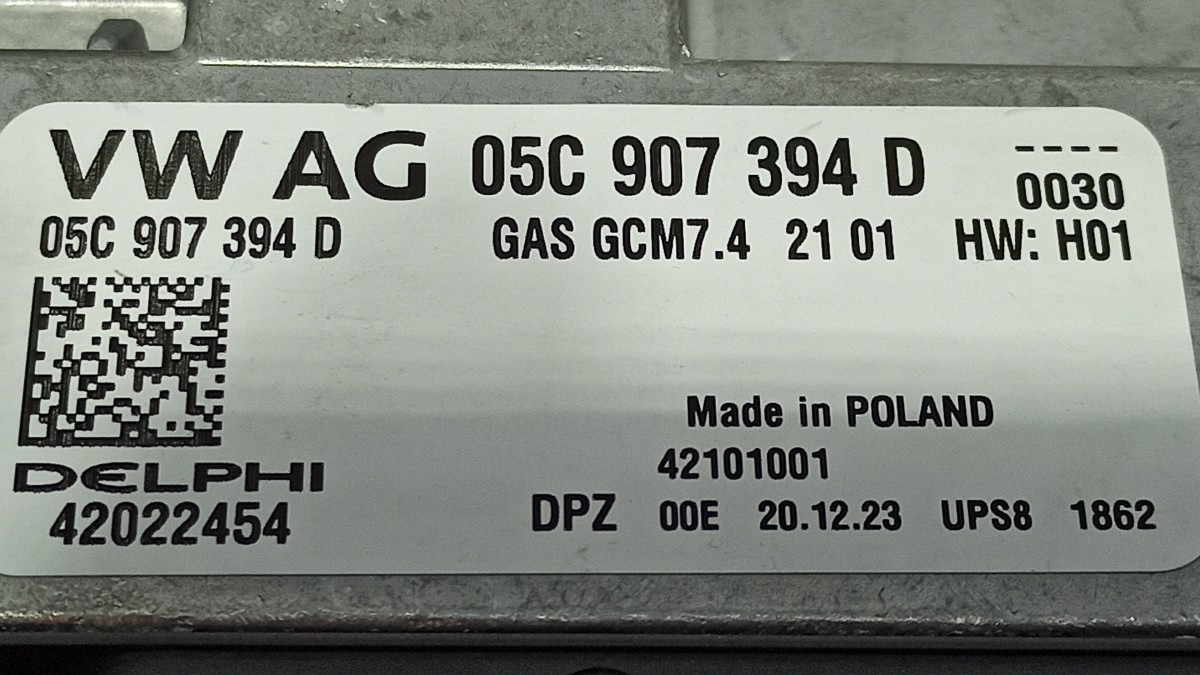 VW AG 05C 907 394 D ----
0030
05C 907 394 D GAS GCM7.4 21 01 HW: H01
Made in POLAND
42101001
DELPHI
42022454 DPZ 00E 20.12.23 UPS8 1862